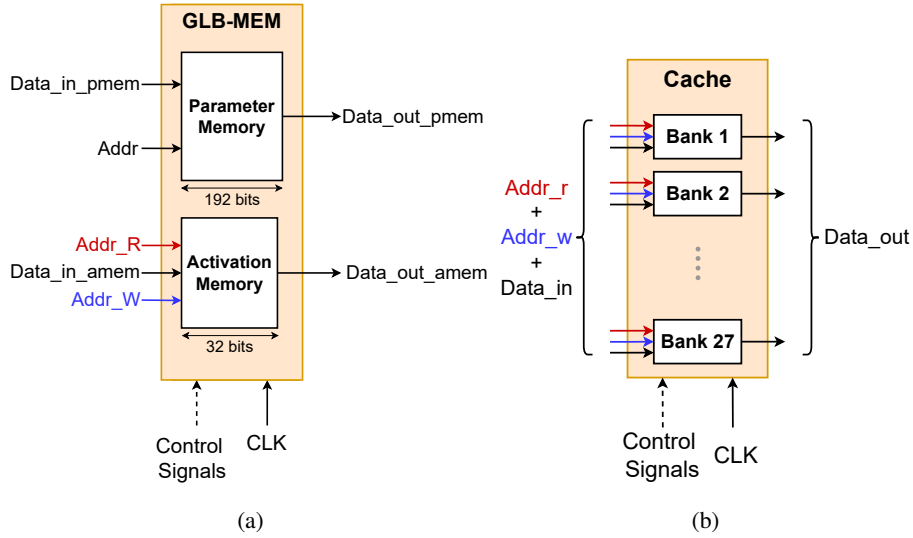 GLB-MEM
Data_in_pmem
Parameter
Memory
Data_out_pmem
Addr
192 bits
Addr_R
Data_in_amem
Addr_W
Activation
Memory
Data_out_amem
32 bits
Control
Signals
CLK
(a)
Cache
Bank 1
Bank 2
Addr_r
+
Addr_w
+
Data_in
Data_out
Bank 27
Control
Signals
CLK
(b)